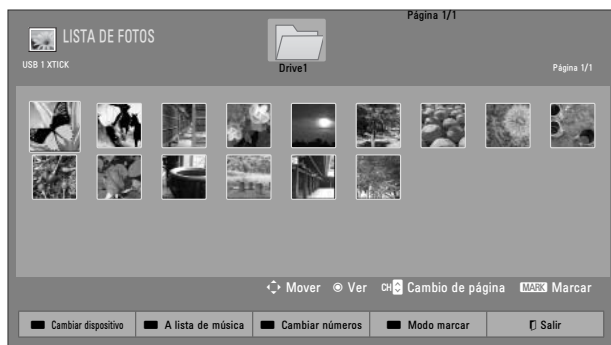 Página 1/1
LISTA DE FOTOS
USB 1 XTICK
Drive1
Página 1/1
Mover Ver CH Cambio de página MARK Marcar
Cambiar dispositivo A lista de música Cambiar números Modo marcar Salir